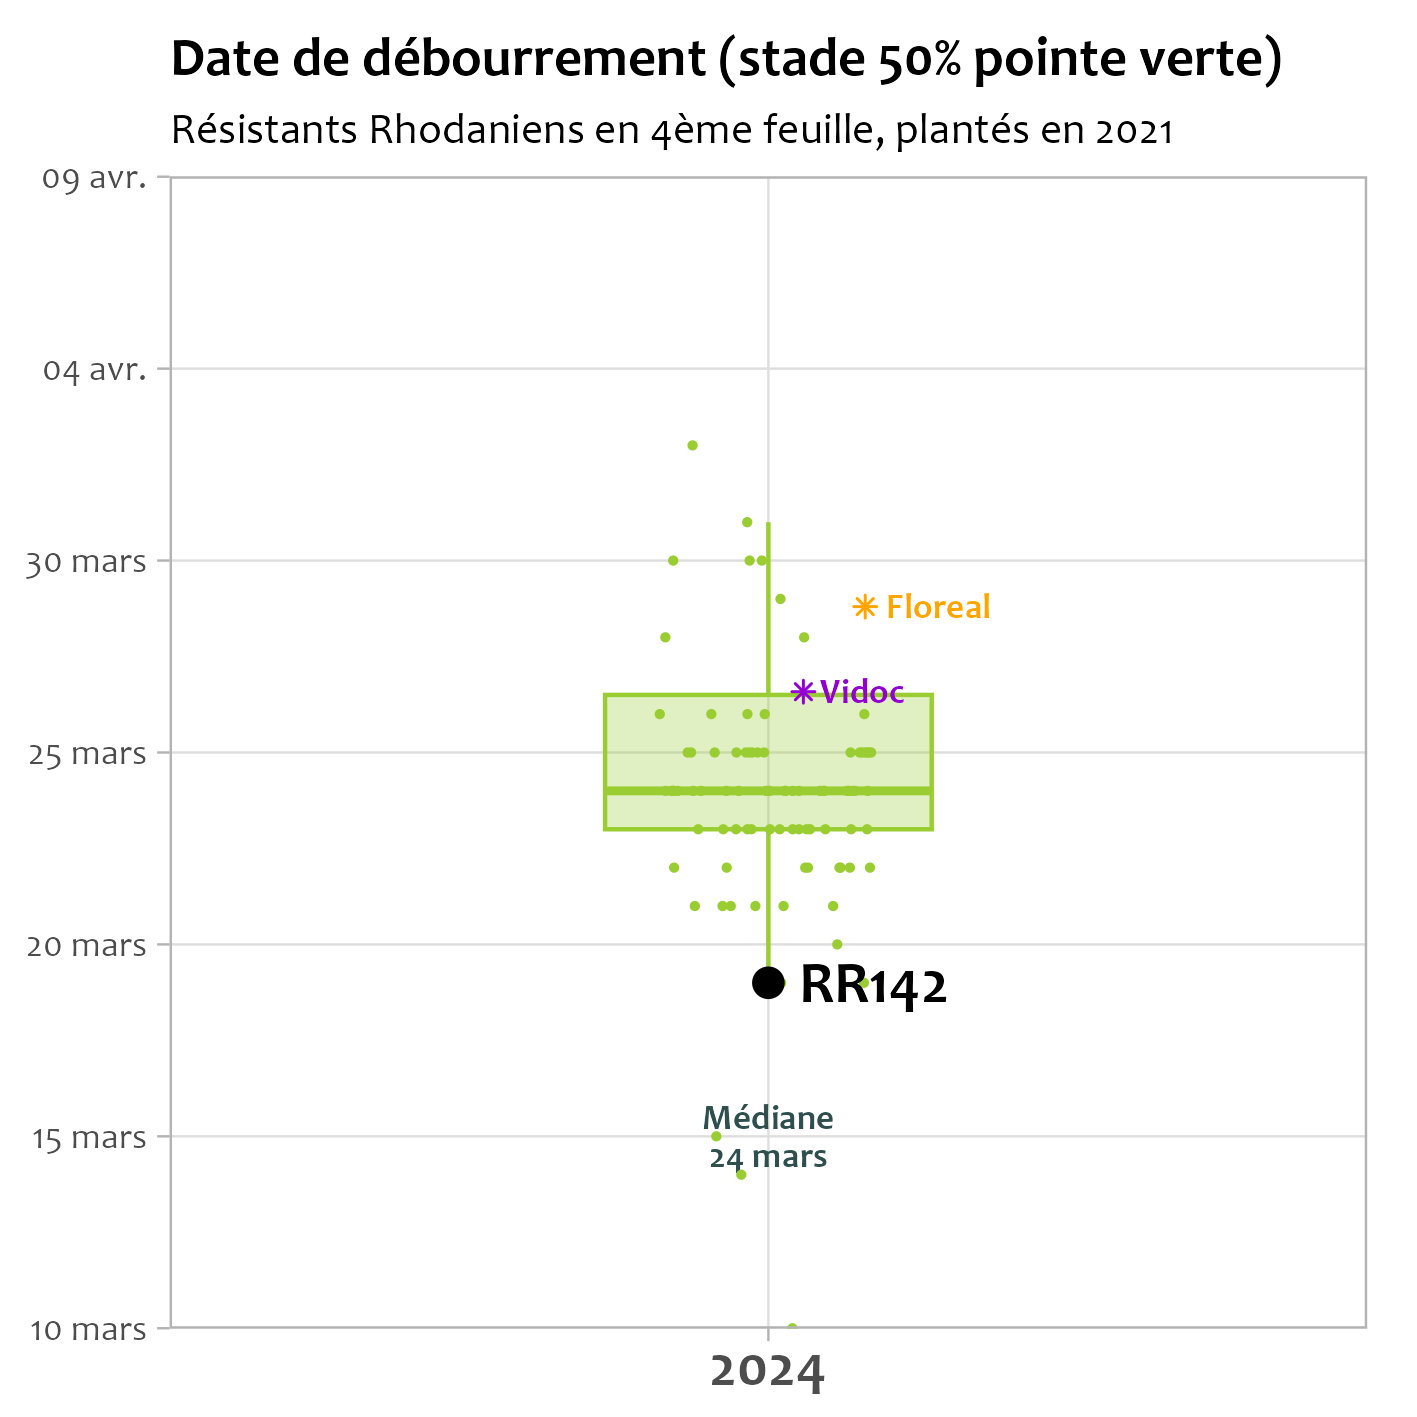 Date de débourrement (stade 50% pointe verte)
Résistants Rhodaniens en 4ème feuille, plantés en 2021
09 avr.
04 avr.
30 mars
Floreal
Vidoc
25 mars
20 mars
RR142
Médiane
15 mars
24 mars
10 mars
2024